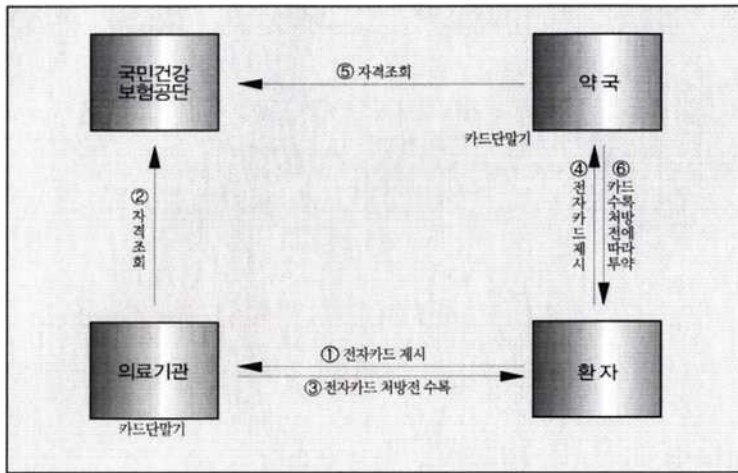 국민건강
보험공단
⑤ 자격조회
약 국
카드단말기
② 자격조회
④ 전자카드 제시
⑥ 카드수록 처방전에 따라 투약
① 전자카드 제시
③ 전자카드 처방전 수록
의료기관
환 자
카드단말기